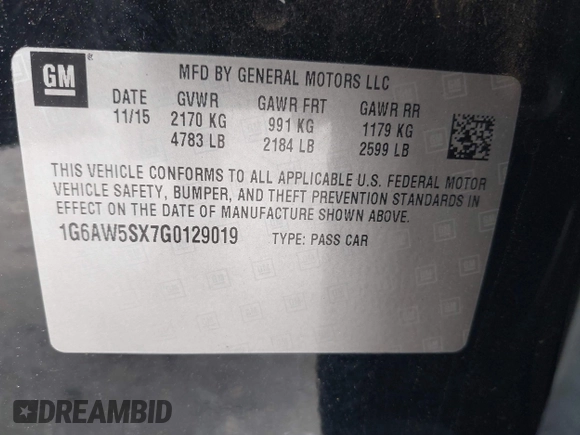 GM
MFD BY GENERAL MOTORS LLC
DATE GVWR GAWR FRT GAWR RR
11/15 2170 KG 991 KG 1179 KG
4783 LB 2184 LB 2599 LB
THIS VEHICLE CONFORMS TO ALL APPLICABLE U.S. FEDERAL MOTOR
VEHICLE SAFETY, BUMPER, AND THEFT PREVENTION STANDARDS IN
EFFECT ON THE DATE OF MANUFACTURE SHOWN ABOVE.
1G6AW5SX7G0129019 TYPE: PASS CAR
DREAMBID